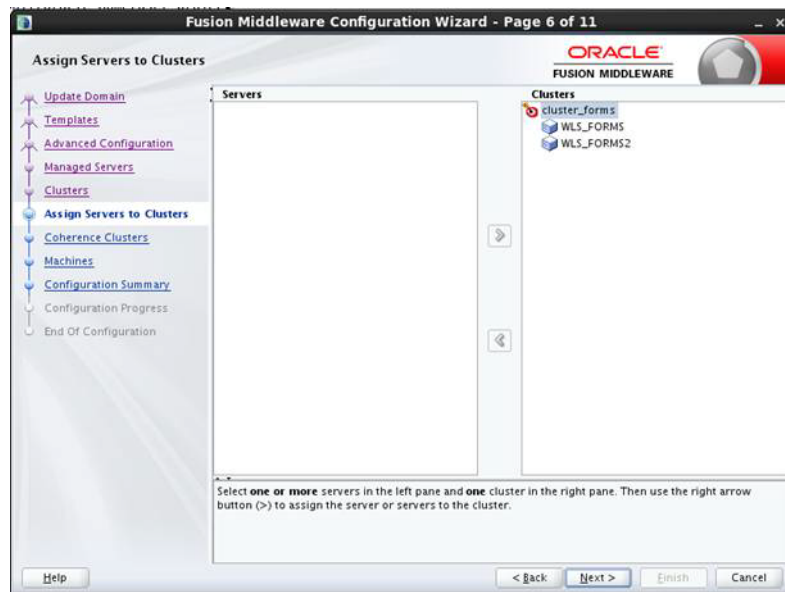 Fusion Middleware Configuration Wizard - Page 6 of 11
Assign Servers to Clusters
ORACLE
FUSION MIDDLEWARE
Update Domain
Templates
Advanced Configuration
Managed Servers
Clusters
Assign Servers to Clusters
Coherence Clusters
Machines
Configuration Summary
Configuration Progress
End Of Configuration
Servers
Clusters
cluster_forms
WLS_FORMS
WLS_FORMS2
Select one or more servers in the left pane and one cluster in the right pane. Then use the right arrow
button (>) to assign the server or servers to the cluster.
Help
< Back
Next >
Finish
Cancel